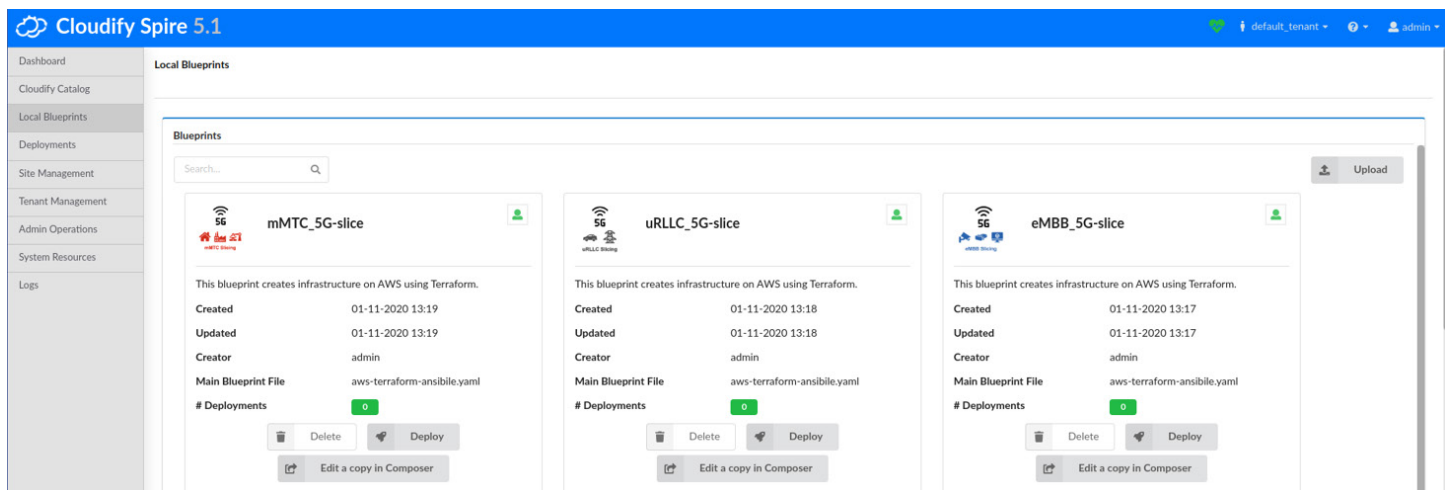 Cloudify Spire 5.1
default_tenant
admin
Dashboard
Cloudify Catalog
Local Blueprints
Deployments
Site Management
Tenant Management
Admin Operations
System Resources
Logs
Local Blueprints
Blueprints
Search...
Upload
5G
mMTC Slicing
mMTC_5G-slice
This blueprint creates infrastructure on AWS using Terraform.
Created 01-11-2020 13:19
Updated 01-11-2020 13:19
Creator admin
Main Blueprint File aws-terraform-ansibile.yaml
# Deployments 0
Delete Deploy
Edit a copy in Composer
5G
uRLLC Slicing
uRLLC_5G-slice
This blueprint creates infrastructure on AWS using Terraform.
Created 01-11-2020 13:18
Updated 01-11-2020 13:18
Creator admin
Main Blueprint File aws-terraform-ansibile.yaml
# Deployments 0
Delete Deploy
Edit a copy in Composer
5G
eMBB Slicing
eMBB_5G-slice
This blueprint creates infrastructure on AWS using Terraform.
Created 01-11-2020 13:17
Updated 01-11-2020 13:17
Creator admin
Main Blueprint File aws-terraform-ansibile.yaml
# Deployments 0
Delete Deploy
Edit a copy in Composer